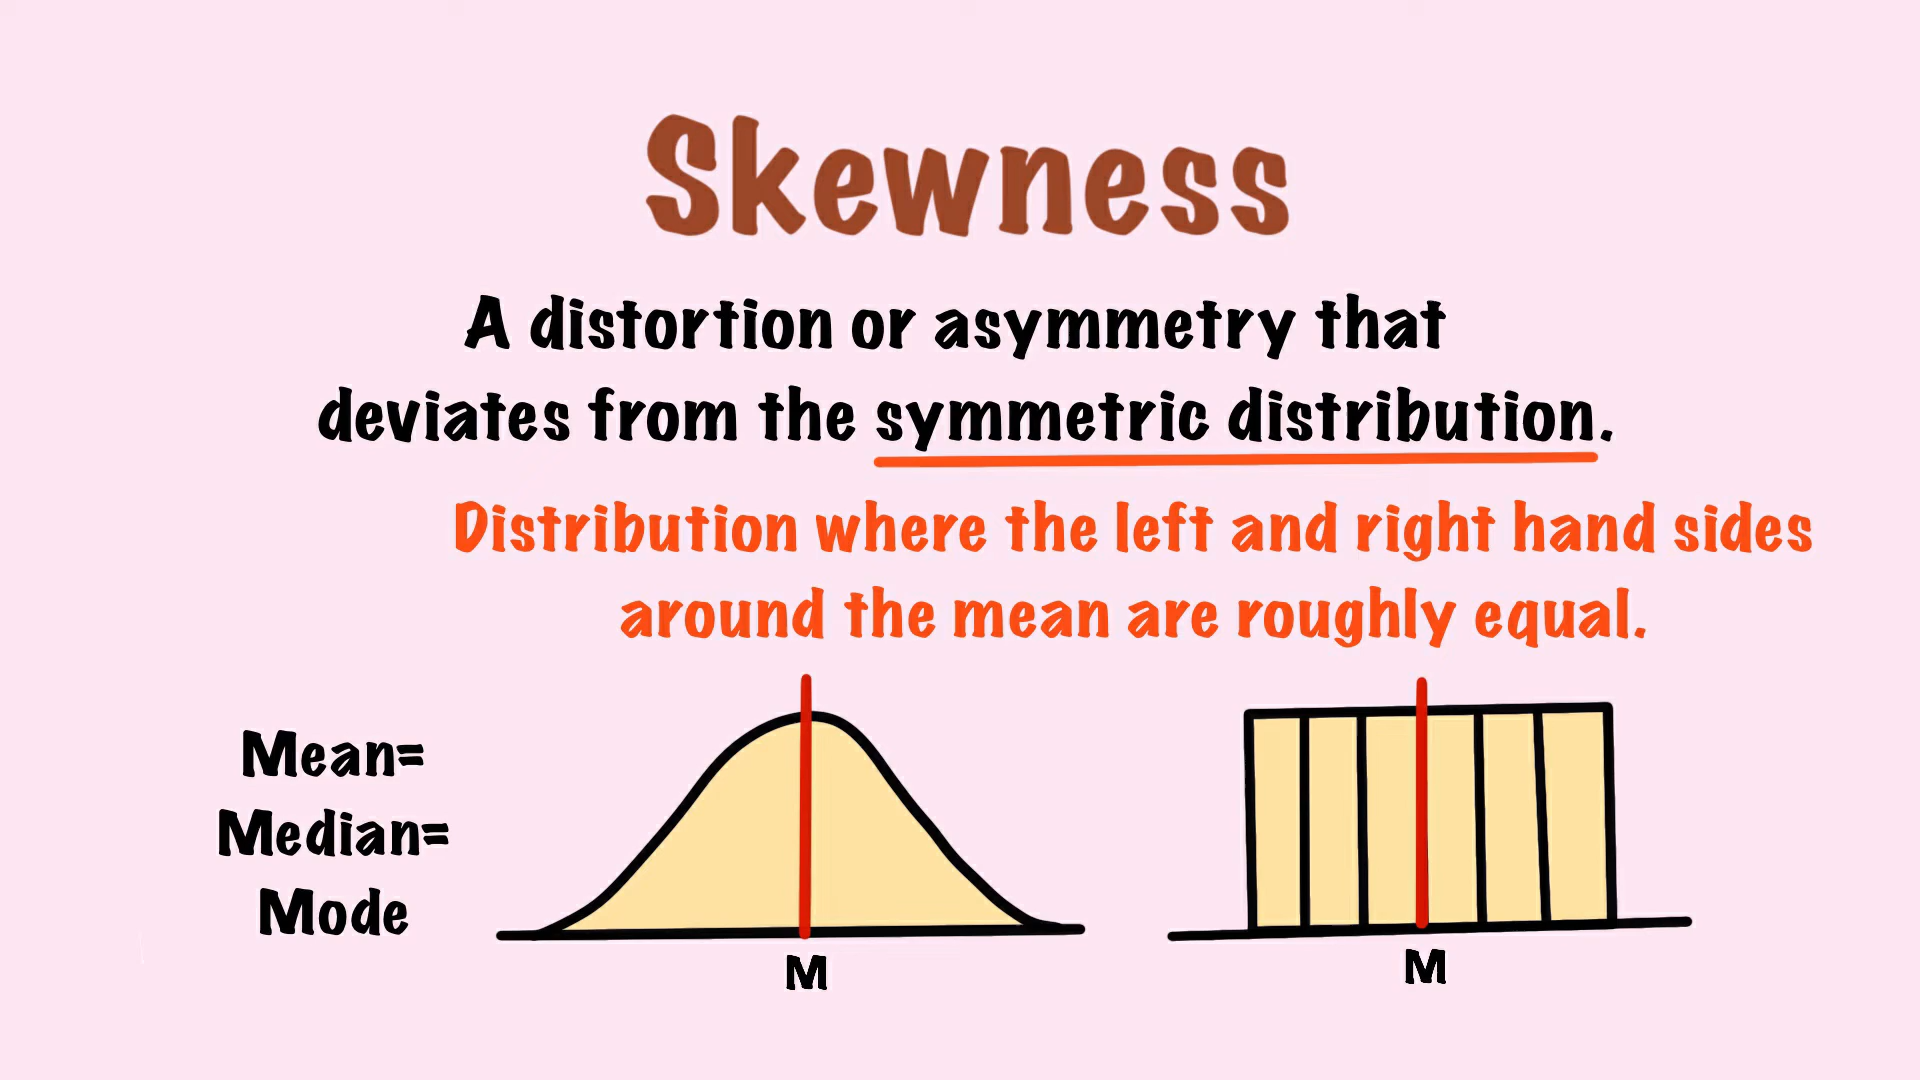 Skewness
A distortion or asymmetry that
deviates from the symmetric distribution.
Distribution where the left and right hand sides
around the mean are roughly equal.
Mean=
Median=
Mode
M
M